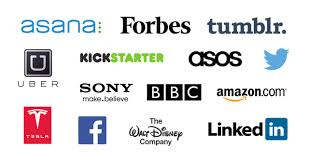 asana:
Forbes
tumblr.
UBER
KICKSTARTER
asos
SONY
make.believe
BBC
amazon.com
TESLA
f
The
Walt Disney
Company
Linked in